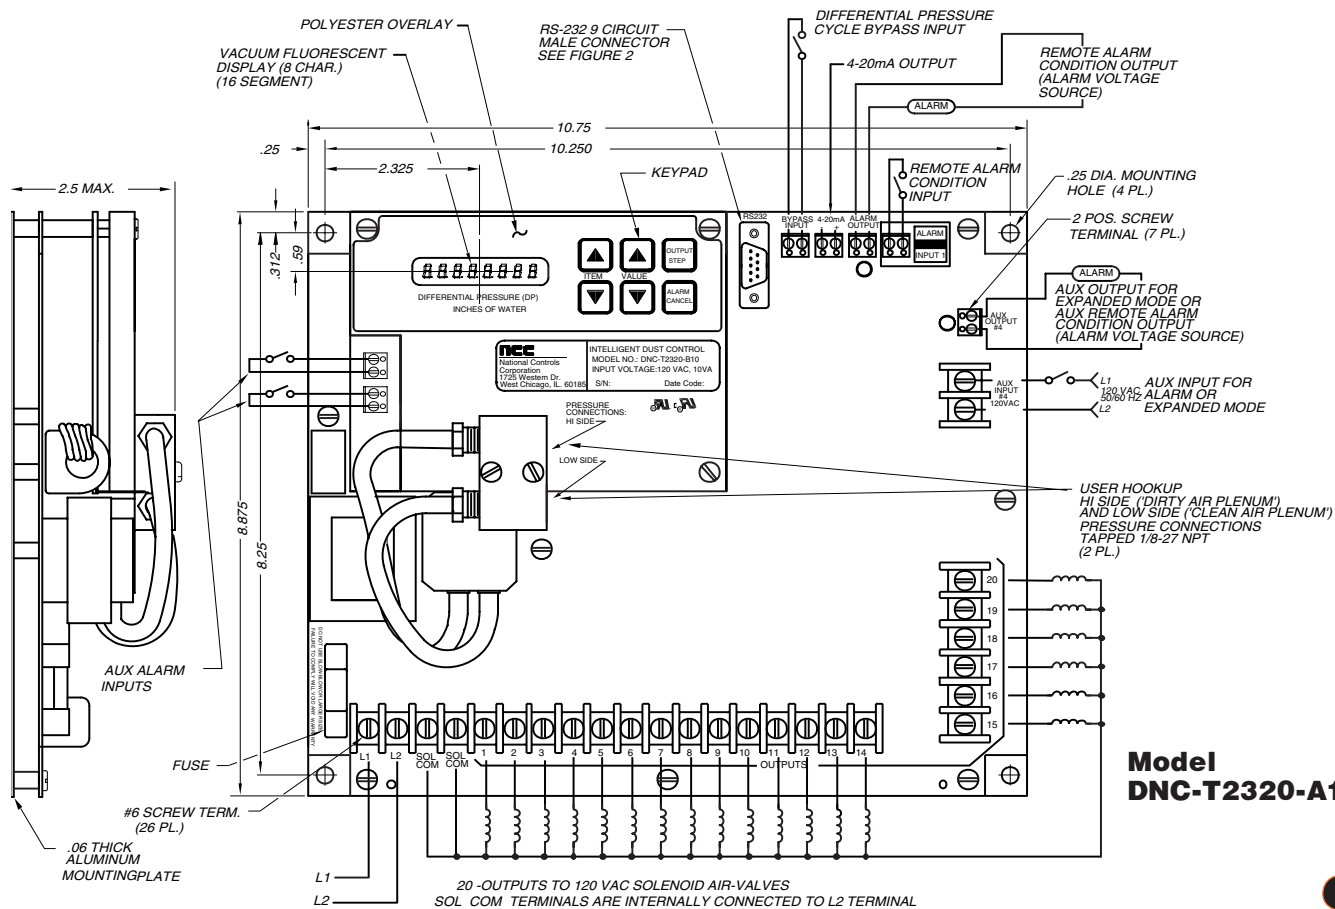 POLYESTER OVERLAY
VACUUM FLUORESCENT
DISPLAY (8 CHAR.)
(16 SEGMENT)
RS-232 9 CIRCUIT
MALE CONNECTOR
SEE FIGURE 2
DIFFERENTIAL PRESSURE
CYCLE BYPASS INPUT
4-20mA OUTPUT
REMOTE ALARM
CONDITION OUTPUT
(ALARM VOLTAGE
SOURCE)
ALARM
10.75
.25
10.250
2.325
KEYPAD
REMOTE ALARM
CONDITION
INPUT
.25 DIA. MOUNTING
HOLE (4 PL.)
2 POS. SCREW
TERMINAL (7 PL.)
2.5 MAX.
.312
.59
8.875
8.25
RS232
BYPASS
INPUT
4-20mA
- +
ALARM
OUTPUT
ALARM
INPUT 1
DIFFERENTIAL PRESSURE (DP)
INCHES OF WATER
ITEM
VALUE
OUTPUT
STEP
ALARM
CANCEL
ncc
National Controls
Corporation
1725 Western Dr.
West Chicago, IL. 60185
INTELLIGENT DUST CONTROL
MODEL NO.: DNC-T2320-B10
INPUT VOLTAGE:120 VAC, 10VA
S/N: Date Code:
PRESSURE
CONNECTIONS:
HI SIDE
LOW SIDE
AUX
OUTPUT
#4
ALARM
AUX OUTPUT FOR
EXPANDED MODE OR
AUX REMOTE ALARM
CONDITION OUTPUT
(ALARM VOLTAGE SOURCE)
AUX
INPUT
#4
120VAC
L1
120 VAC
50/60 HZ
L2
AUX INPUT FOR
ALARM OR
EXPANDED MODE
USER HOOKUP
HI SIDE ('DIRTY AIR PLENUM')
AND LOW SIDE ('CLEAN AIR PLENUM')
PRESSURE CONNECTIONS
TAPPED 1/8-27 NPT
(2 PL.)
20
19
18
17
16
15
AUX ALARM
INPUTS
FUSE
#6 SCREW TERM.
(26 PL.)
.06 THICK
ALUMINUM
MOUNTINGPLATE
L1 L2 SOL COM SOL COM 1 2 3 4 5 6 7 8 9 10 11 12 13 14
OUTPUTS
L1
L2
20 -OUTPUTS TO 120 VAC SOLENOID AIR-VALVES
SOL COM TERMINALS ARE INTERNALLY CONNECTED TO L2 TERMINAL
Model
DNC-T2320-A1